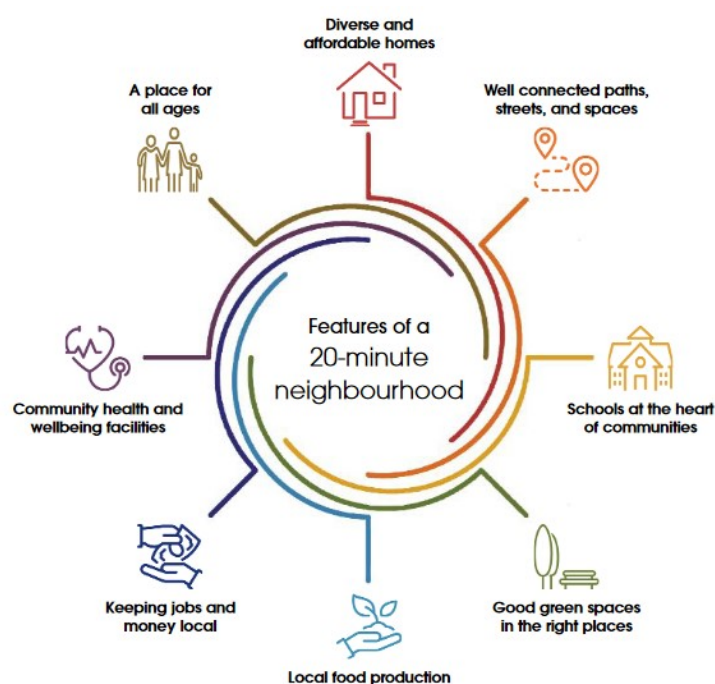 Diverse and
affordable homes
Well connected paths,
streets, and spaces
Schools at the heart
of communities
Good green spaces
in the right places
Local food production
Keeping jobs and
money local
Community health and
wellbeing facilities
A place for
all ages
Features of a
20-minute
neighbourhood